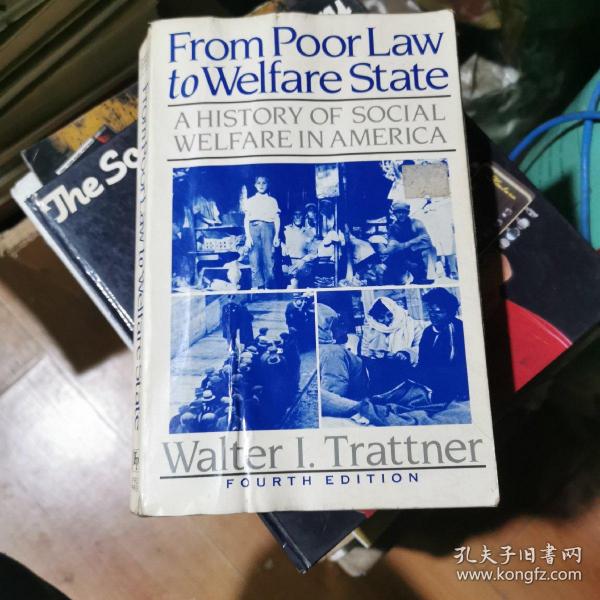 From Poor Law
to Welfare State
A HISTORY OF SOCIAL
WELFARE IN AMERICA
Walter I. Trattner
FOURTH EDITION
From Poor Law to Welfare State
The So
孔夫子旧书网
www.kongfz.com